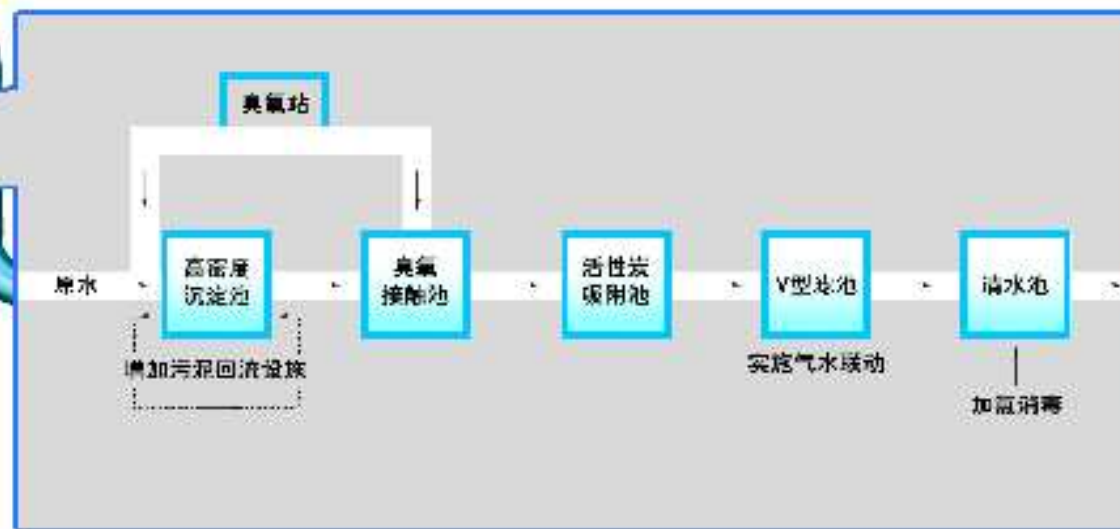 臭氧站
原水
高密度
沉淀池
臭氧
接触池
活性炭
吸附池
V型滤池
清水池
增加污泥回流设施
实施气水联动
加氯消毒